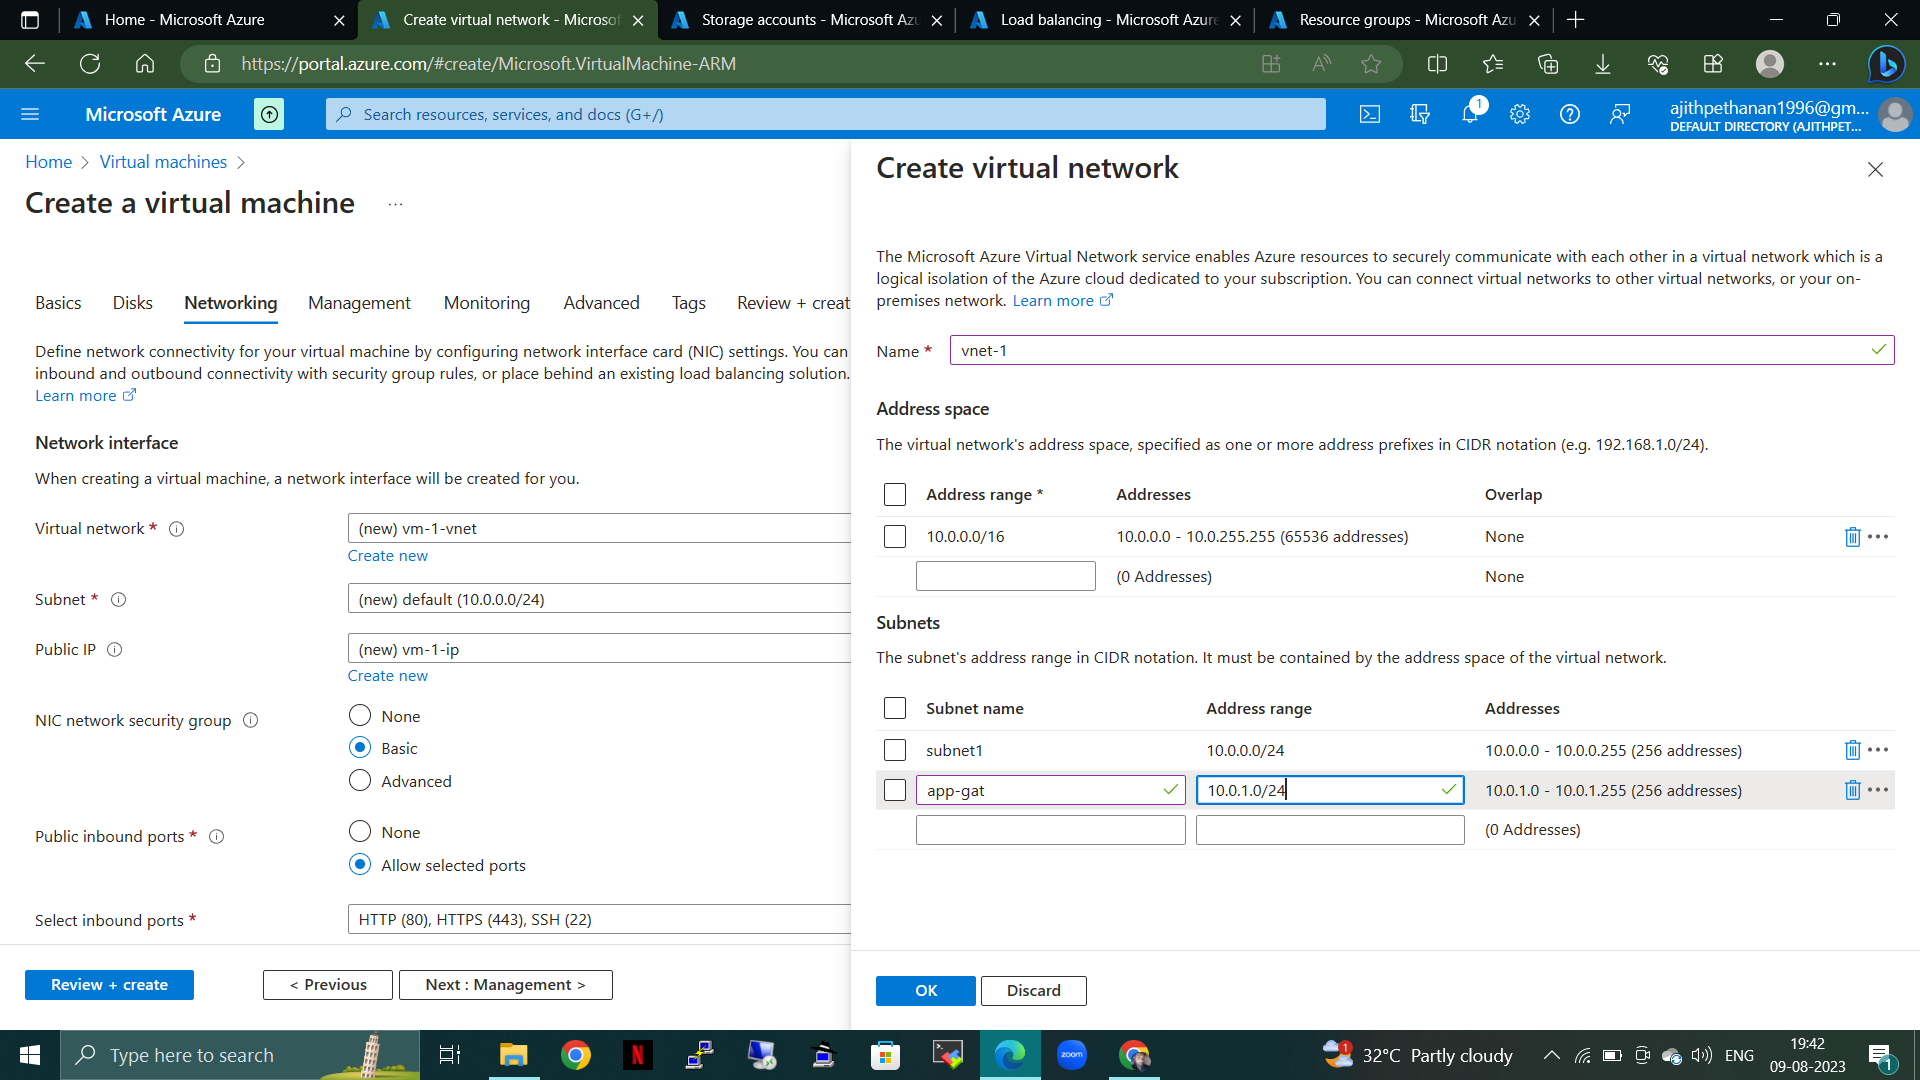 Home - Microsoft Azure
Create virtual network - Microsof
Storage accounts - Microsoft Azu
Load balancing - Microsoft Azure
Resource groups - Microsoft Azu
https://portal.azure.com/#create/Microsoft.VirtualMachine-ARM
Microsoft Azure
Search resources, services, and docs (G+/)
1
ajithpethanan1996@gm...
DEFAULT DIRECTORY (AJITHPET...
Home > Virtual machines >
Create a virtual machine ...
Basics Disks Networking Management Monitoring Advanced Tags Review + creat
Define network connectivity for your virtual machine by configuring network interface card (NIC) settings. You can
inbound and outbound connectivity with security group rules, or place behind an existing load balancing solution.
Learn more
Network interface
When creating a virtual machine, a network interface will be created for you.
Virtual network * (new) vm-1-vnet
Create new
Subnet * (new) default (10.0.0.0/24)
Public IP (new) vm-1-ip
Create new
NIC network security group
None
Basic
Advanced
Public inbound ports *
None
Allow selected ports
Select inbound ports * HTTP (80), HTTPS (443), SSH (22)
Review + create < Previous Next : Management >
Create virtual network
The Microsoft Azure Virtual Network service enables Azure resources to securely communicate with each other in a virtual network which is a
logical isolation of the Azure cloud dedicated to your subscription. You can connect virtual networks to other virtual networks, or your on-
premises network. Learn more
Name * vnet-1
Address space
The virtual network's address space, specified as one or more address prefixes in CIDR notation (e.g. 192.168.1.0/24).
Address range * Addresses Overlap
10.0.0.0/16 10.0.0.0 - 10.0.255.255 (65536 addresses) None
(0 Addresses) None
Subnets
The subnet's address range in CIDR notation. It must be contained by the address space of the virtual network.
Subnet name Address range Addresses
subnet1 10.0.0.0/24 10.0.0.0 - 10.0.0.255 (256 addresses)
app-gat 10.0.1.0/24 10.0.1.0 - 10.0.1.255 (256 addresses)
(0 Addresses)
OK Discard
Type here to search
N
zoom
1
32°C Partly cloudy
ENG
19:42
09-08-2023
1